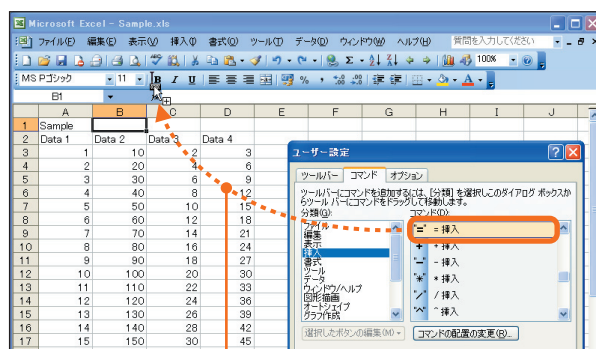 Microsoft Excel - Sample.xls
ファイル(F) 編集(E) 表示(V) 挿入(I) 書式(O) ツール(T) データ(D) ウィンドウ(W) ヘルプ(H) 質問を入力してください
100%
MS Pゴシック 11 B I U
B1
A B C D E F G H I J
1 Sample
2 Data 1 Data 2 Data 3 Data 4
3 1 10 2 3
4 2 20 4 6
5 3 30 6 9
6 4 40 8 12
7 5 50 10 15
8 6 60 12 18
9 7 70 14 21
10 8 80 16 24
11 9 90 18 27
12 10 100 20 30
13 11 110 22 33
14 12 120 24 36
15 13 130 26 39
16 14 140 28 42
17 15 150 30 45
ユーザー設定
ツールバー コマンド オプション
ツールバーにコマンドを追加するには、[分類] を選択しこのダイアログ ボックスか
らツール バーにコマンドをドラッグして移動します。
分類(G): コマンド(D):
ファイル
編集
表示
挿入
書式
ツール
データ
ウィンドウ/ヘルプ
図形描画
オートシェイプ
グラフ作成
"=" = 挿入
"+" + 挿入
"-" - 挿入
"*" * 挿入
"/" / 挿入
"^" ^ 挿入
選択したボタンの編集(M) コマンドの配置の変更(R)...